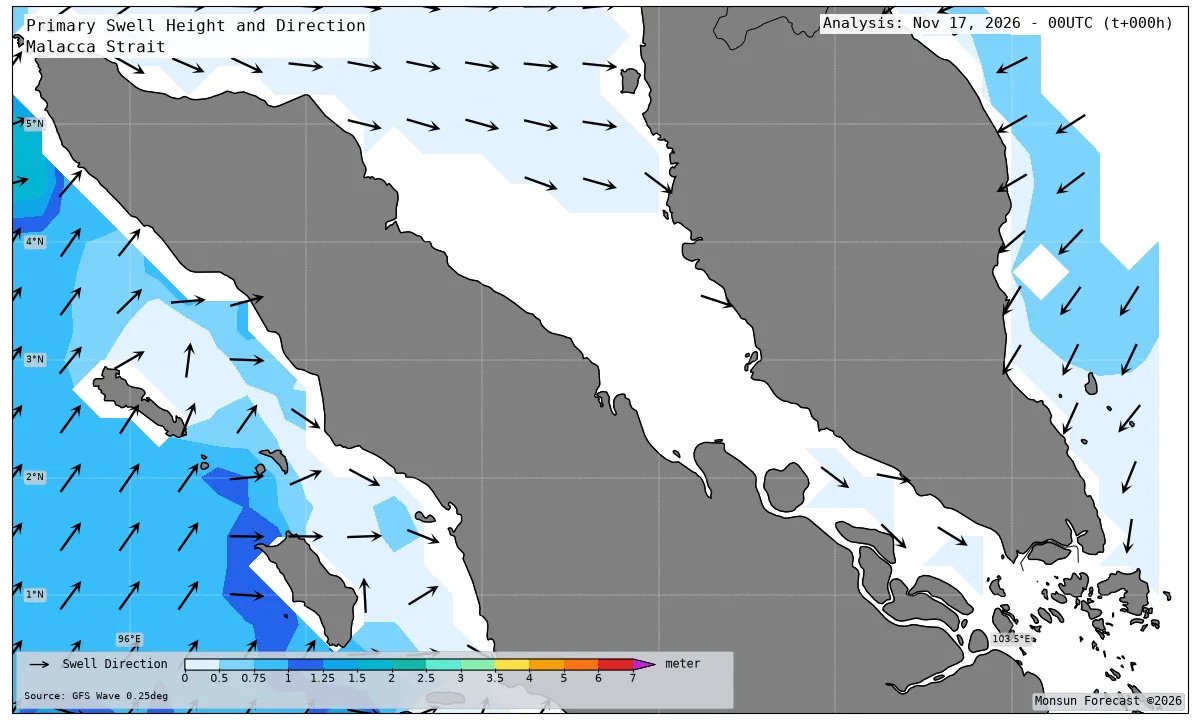 Primary Swell Height and Direction
Malacca Strait
Analysis: Nov 17, 2026 - 00UTC (t+000h)
5°N
4°N
3°N
2°N
1°N
96°E
103.5°E
Swell Direction
0 0.5 0.75 1 1.25 1.5 2 2.5 3 3.5 4 5 6 7
meter
Source: GFS Wave 0.25deg
Monsun Forecast ©2026